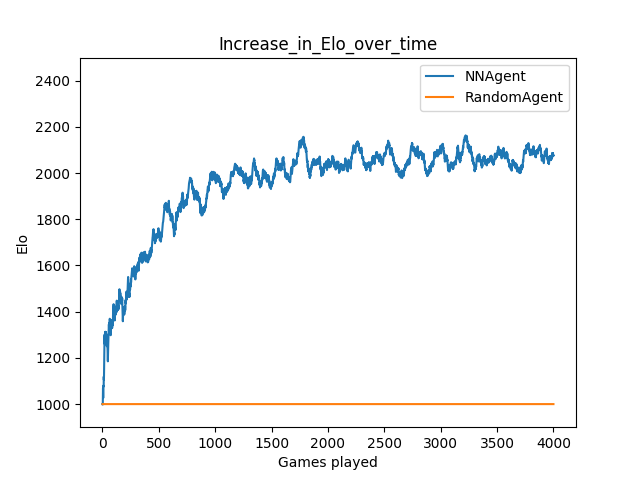 Increase_in_Elo_over_time
NNAgent
RandomAgent
2400
2200
2000
1800
1600
1400
1200
1000
Elo
0 500 1000 1500 2000 2500 3000 3500 4000
Games played